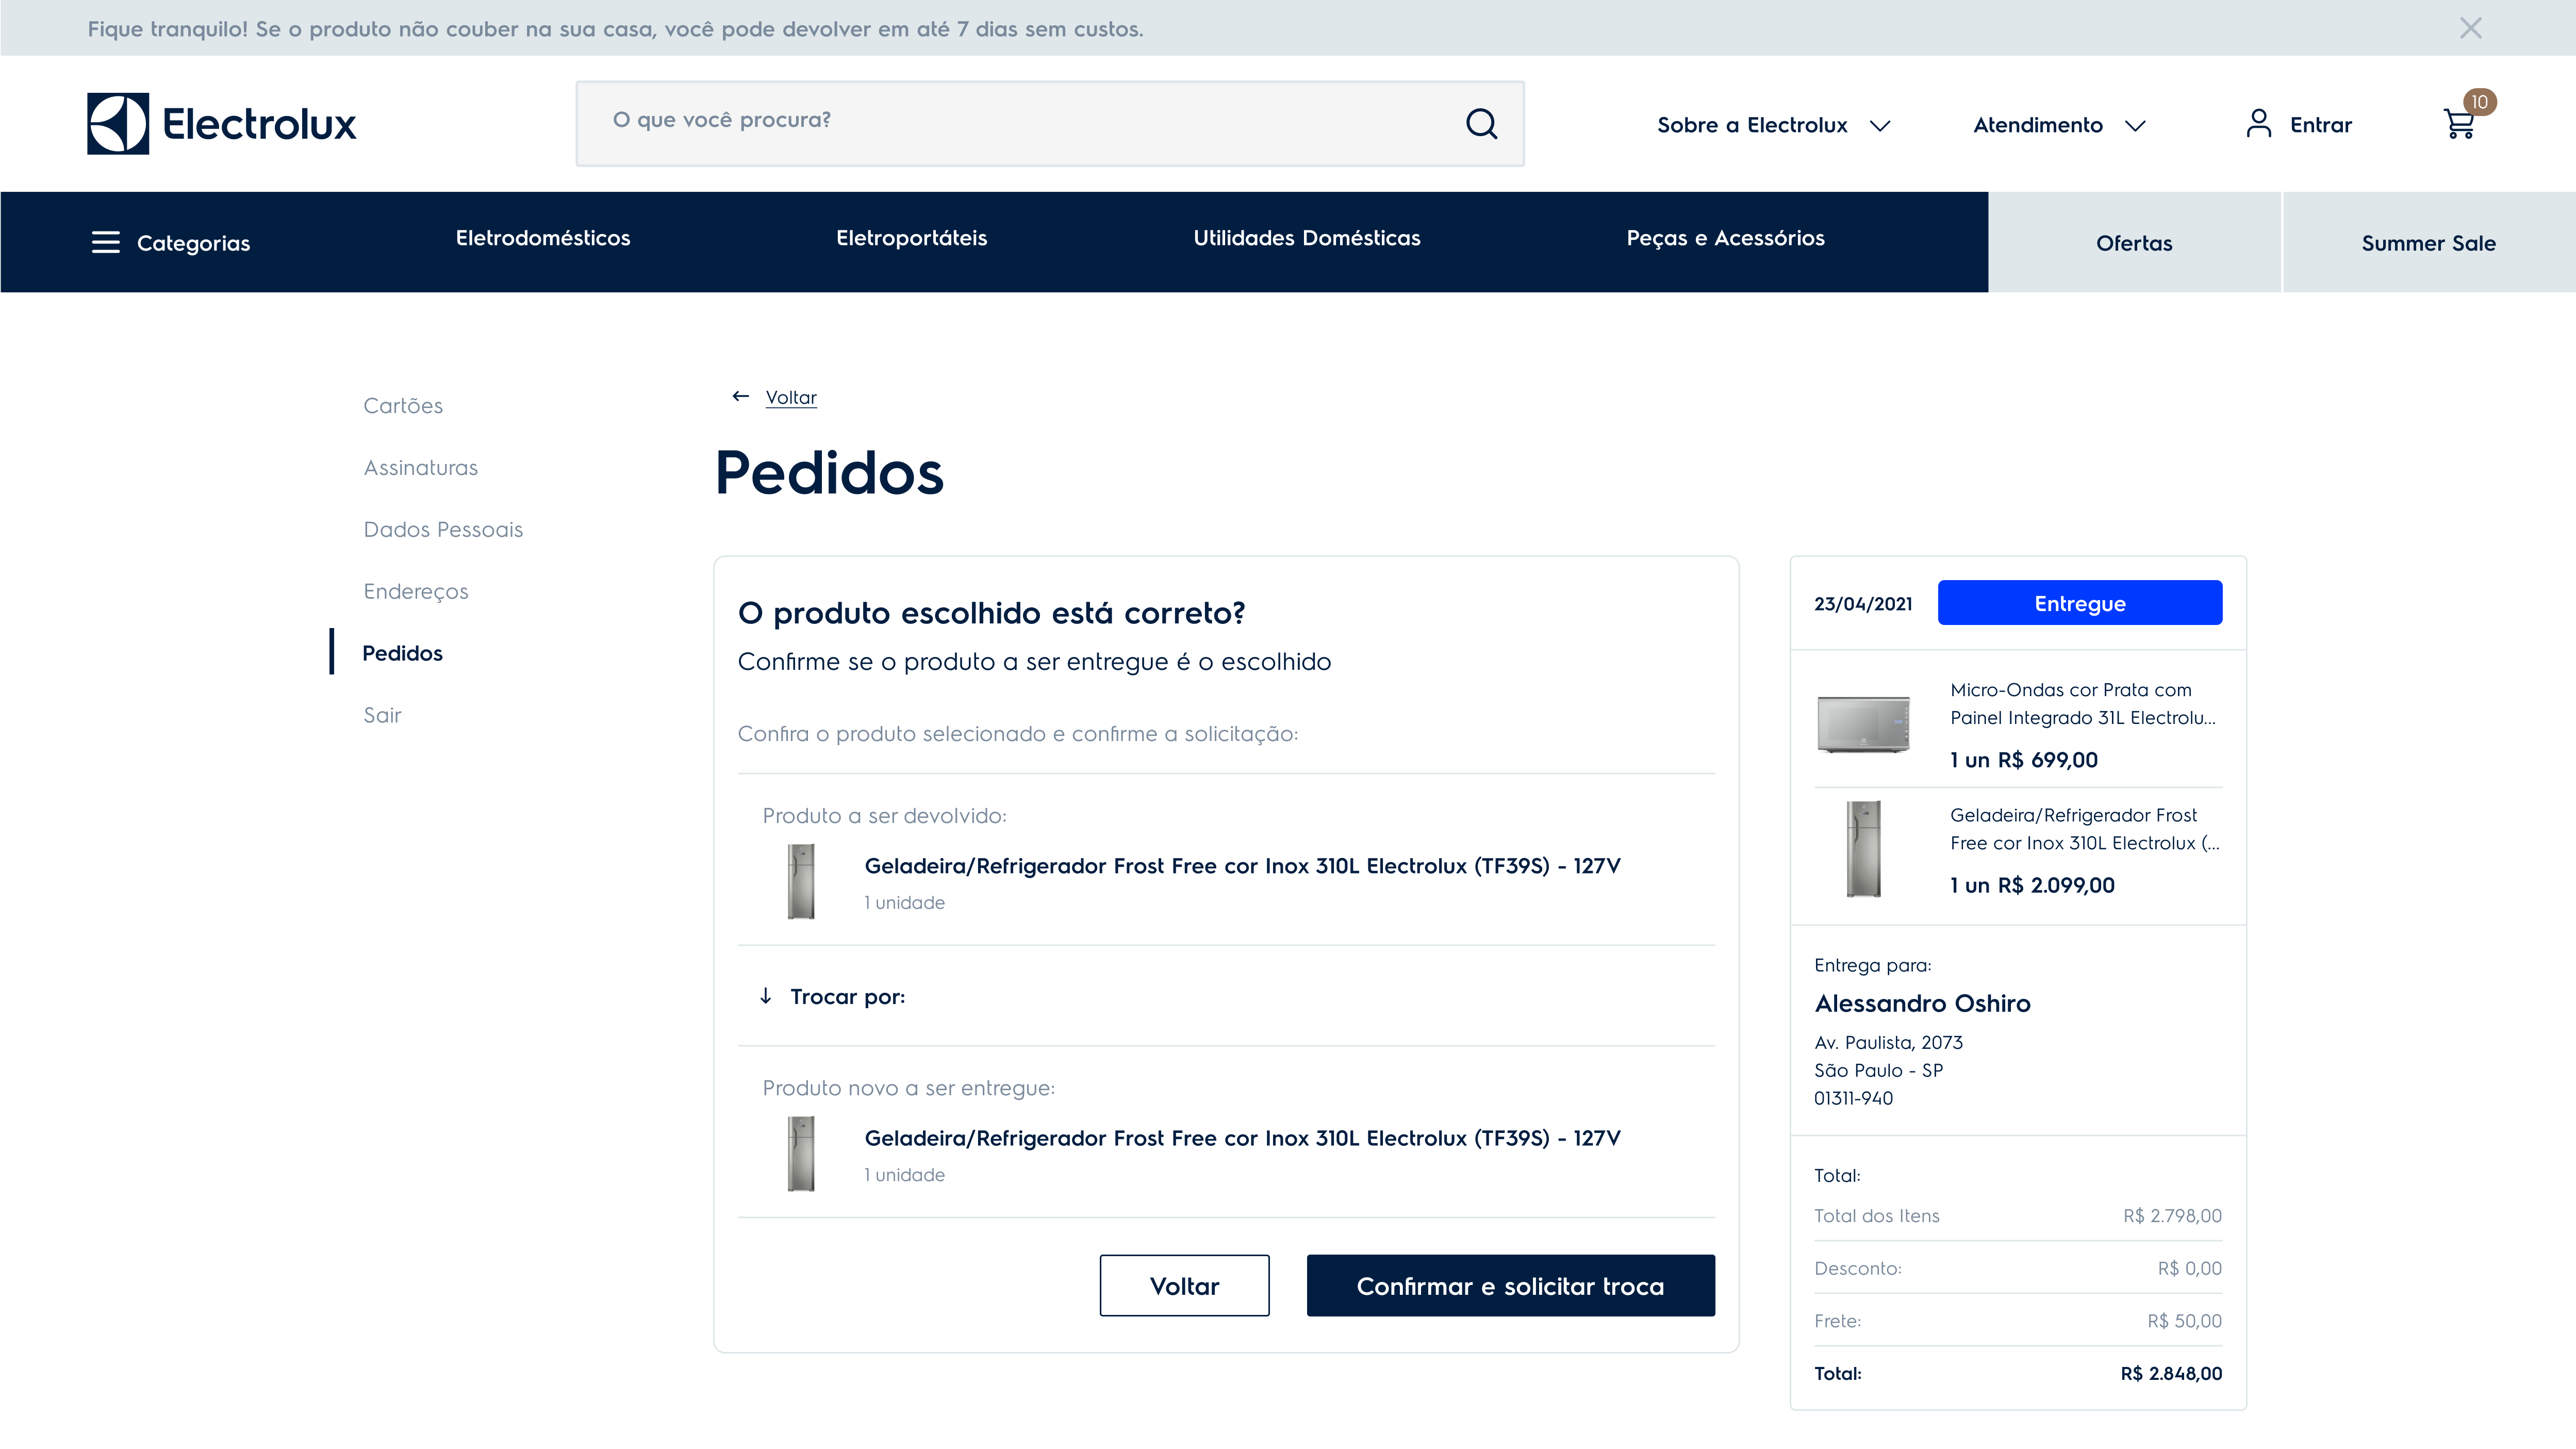 Fique tranquilo! Se o produto não couber na sua casa, você pode devolver em até 7 dias sem custos.
Electrolux
O que você procura?
Sobre a Electrolux
Atendimento
Entrar
10
Categorias
Eletrodomésticos
Eletroportáteis
Utilidades Domésticas
Peças e Acessórios
Ofertas
Summer Sale
Cartões
Assinaturas
Dados Pessoais
Endereços
Pedidos
Sair
Voltar
Pedidos
O produto escolhido está correto?
Confirme se o produto a ser entregue é o escolhido
Confira o produto selecionado e confirme a solicitação:
Produto a ser devolvido:
Geladeira/Refrigerador Frost Free cor Inox 310L Electrolux (TF39S) - 127V
1 unidade
Trocar por:
Produto novo a ser entregue:
Geladeira/Refrigerador Frost Free cor Inox 310L Electrolux (TF39S) - 127V
1 unidade
Voltar
Confirmar e solicitar troca
23/04/2021
Entregue
Micro-Ondas cor Prata com
Painel Integrado 31L Electrolu...
1 un R$ 699,00
Geladeira/Refrigerador Frost
Free cor Inox 310L Electrolux (...
1 un R$ 2.099,00
Entrega para:
Alessandro Oshiro
Av. Paulista, 2073
São Paulo - SP
01311-940
Total:
Total dos Itens R$ 2.798,00
Desconto: R$ 0,00
Frete: R$ 50,00
Total: R$ 2.848,00